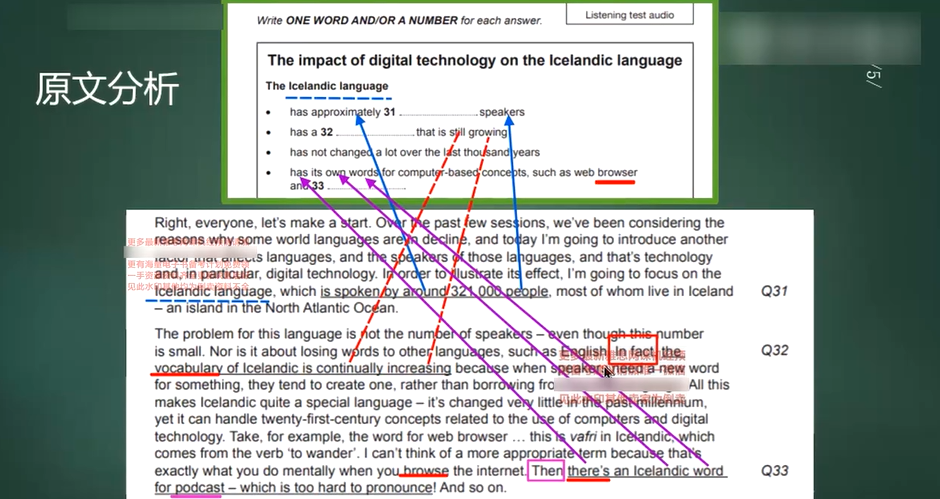 Write ONE WORD AND/OR A NUMBER for each answer.
Listening test audio
原文分析
/5/
The impact of digital technology on the Icelandic language
The Icelandic language
• has approximately 31 .......................... speakers
• has a 32 .......................... that is still growing
• has not changed a lot over the last thousand years
• has its own words for computer-based concepts, such as web browser
and 33 ..........................
Right, everyone, let's make a start. Over the past few sessions, we've been considering the
reasons why some world languages are in decline, and today I'm going to introduce another
factor that affects languages, and the speakers of those languages, and that's technology
and, in particular, digital technology. In order to illustrate its effect, I'm going to focus on the
Icelandic language, which is spoken by around 321,000 people, most of whom live in Iceland Q31
– an island in the North Atlantic Ocean.
The problem for this language is not the number of speakers – even though this number
is small. Nor is it about losing words to other languages, such as English. In fact, the Q32
vocabulary of Icelandic is continually increasing because when speakers need a new word
for something, they tend to create one, rather than borrowing All this
makes Icelandic quite a special language – it's changed very little in the past millennium,
yet it can handle twenty-first-century concepts related to the use of computers and digital
technology. Take, for example, the word for web browser … this is vafri in Icelandic, which
comes from the verb 'to wander'. I can't think of a more appropriate term because that's
exactly what you do mentally when you browse the internet. Then there's an Icelandic word Q33
for podcast – which is too hard to pronounce! And so on.